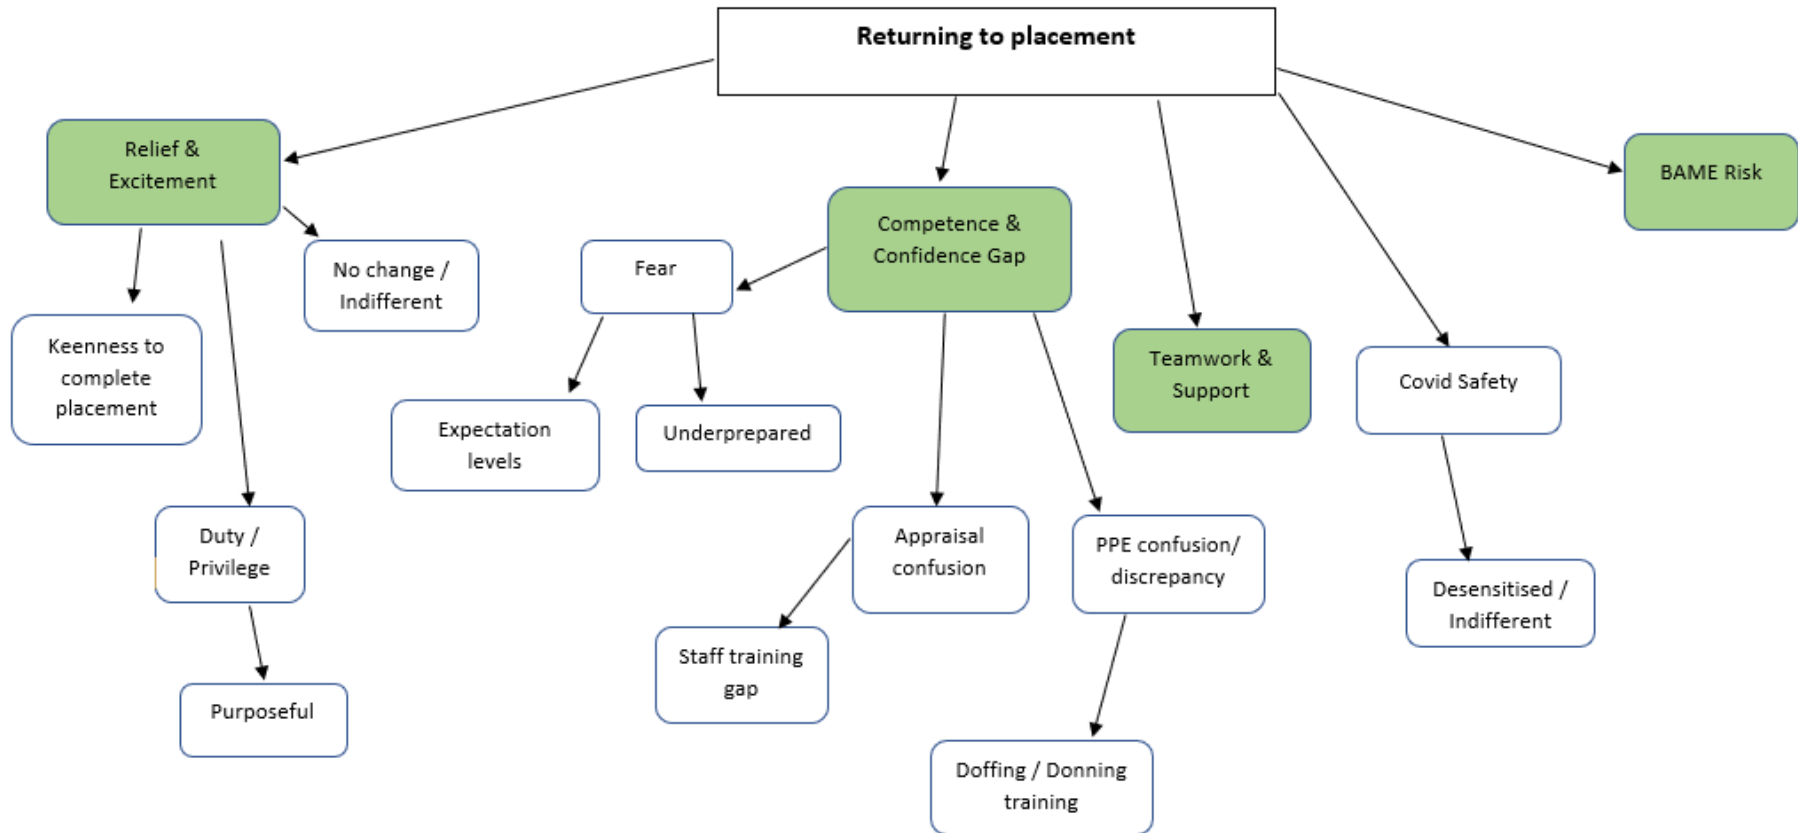 Returning to placement
Relief &
Excitement
BAME Risk
Competence &
Confidence Gap
No change /
Indifferent
Fear
Keenness to
complete
placement
Teamwork &
Support
Covid Safety
Expectation
levels
Underprepared
Duty /
Privilege
Appraisal
confusion
PPE confusion/
discrepancy
Desensitised /
Indifferent
Staff training
gap
Purposeful
Doffing / Donning
training